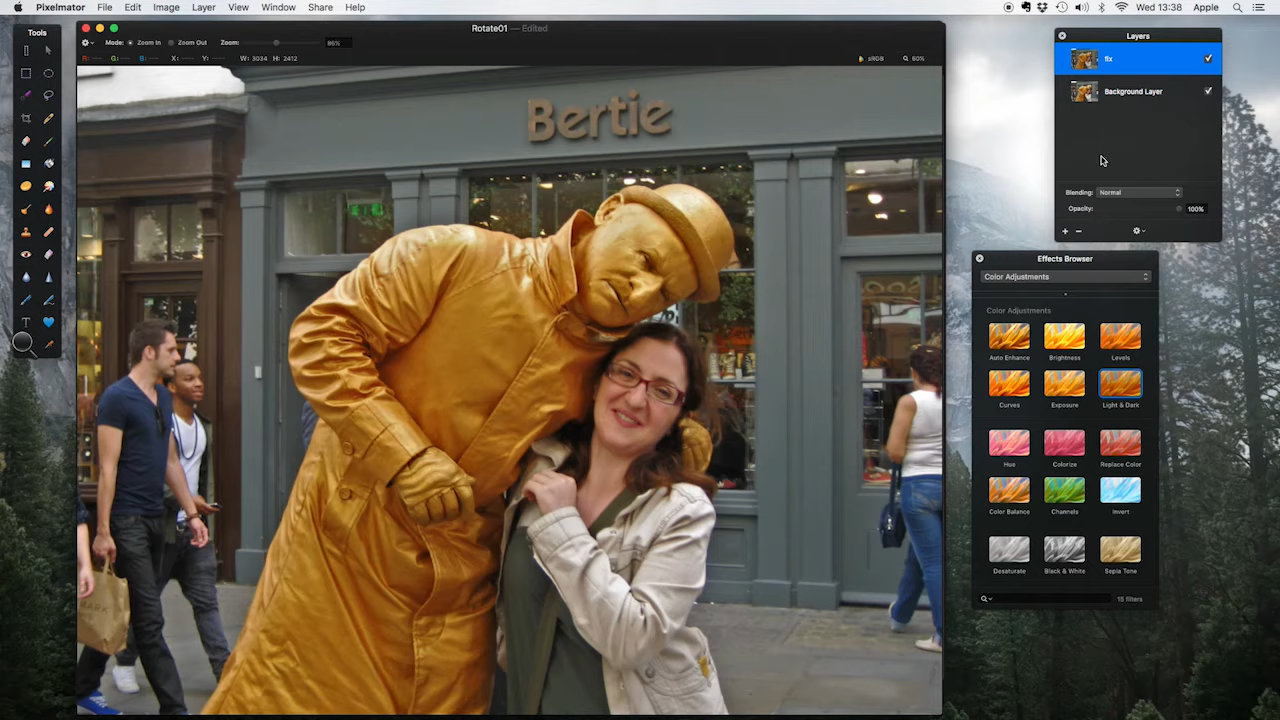 Pixelmator File Edit Image Layer View Window Share Help Wed 13:38 Apple
Tools
Rotate01 — Edited
Mode: Zoom In Zoom Out Zoom: 86%
R: G: B: X: Y: W: 3034 H: 2412 sRGB 60%
Bertie
MARK
T
Layers
fix
Background Layer
Blending: Normal
Opacity: 100%
Effects Browser
Color Adjustments
Color Adjustments
Auto Enhance Brightness Levels
Curves Exposure Light & Dark
Hue Colorize Replace Color
Color Balance Channels Invert
Desaturate Black & White Sepia Tone
15 filters